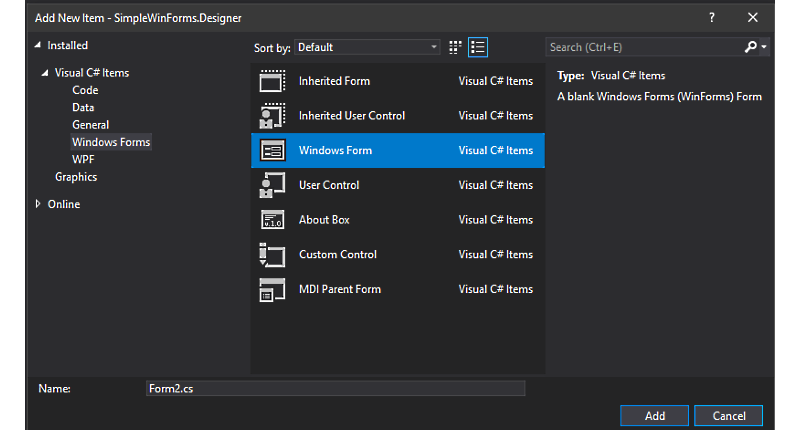 Add New Item - SimpleWinForms.Designer ? ✕
Installed
Sort by: Default
Search (Ctrl+E)
Visual C# Items
Code
Data
General
Windows Forms
WPF
Graphics
Online
Inherited Form Visual C# Items
Inherited User Control Visual C# Items
Windows Form Visual C# Items
User Control Visual C# Items
v.1.0 About Box Visual C# Items
Custom Control Visual C# Items
MDI Parent Form Visual C# Items
Type: Visual C# Items
A blank Windows Forms (WinForms) Form
Name: Form2.cs
Add Cancel